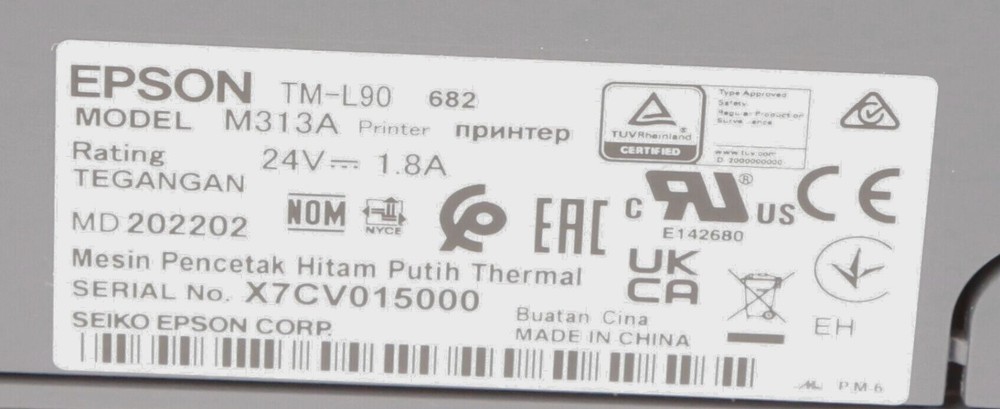 EPSON TM-L90 682
MODEL M313A Printer принтер
Rating 24V 1.8A
TEGANGAN
MD 202202
NOM
NYCE
EAC
Mesin Pencetak Hitam Putih Thermal
SERIAL No. X7CV015000
SEIKO EPSON CORP.
Buatan Cina
MADE IN CHINA
TÜVRheinland
CERTIFIED
Type Approved
Safety
Regular Production
www.tuv.com
ID 2000000000
c RU ® US
E142680
CE
UK
CA
EH
P.M-6